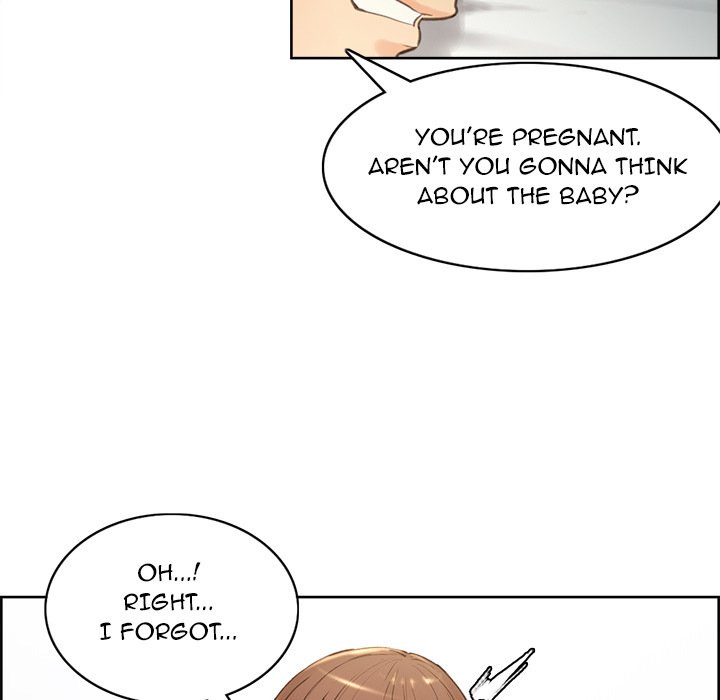 YOU'RE PREGNANT.
AREN'T YOU GONNA THINK
ABOUT THE BABY?
OH...!
RIGHT...
I FORGOT...